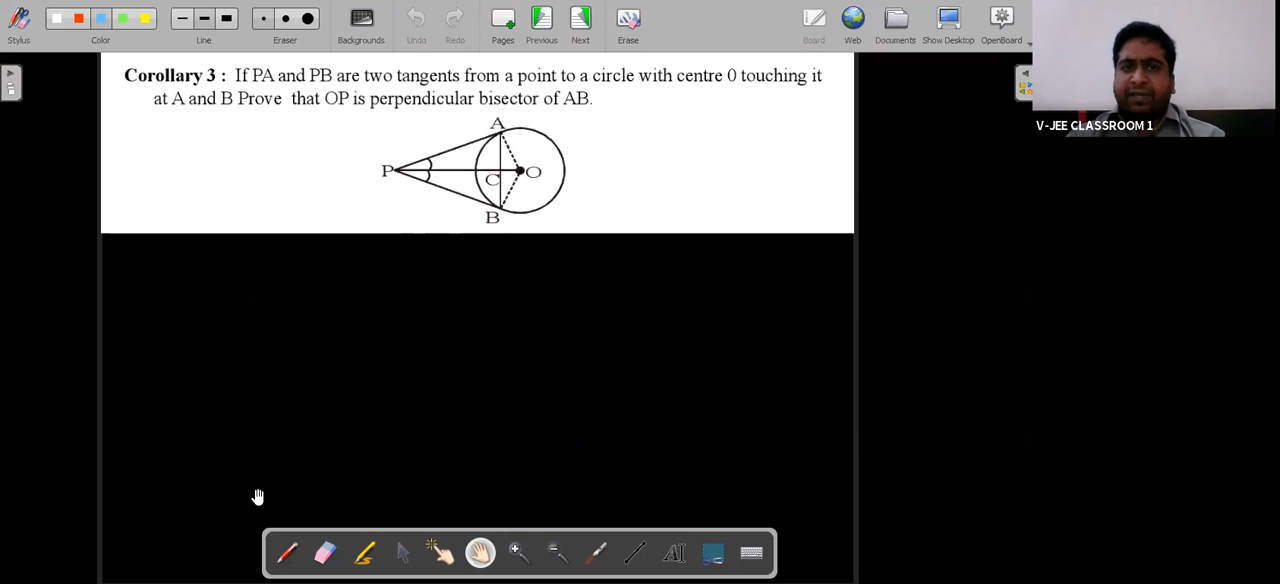 Stylus
Color
Line
Eraser
Backgrounds
Undo
Redo
Pages
Previous
Next
Erase
Board
Web
Documents
Show Desktop
OpenBoard
Corollary 3 : If PA and PB are two tangents from a point to a circle with centre 0 touching it
at A and B Prove that OP is perpendicular bisector of AB.
A
P
C
O
B
V-JEE CLASSROOM 1
AI